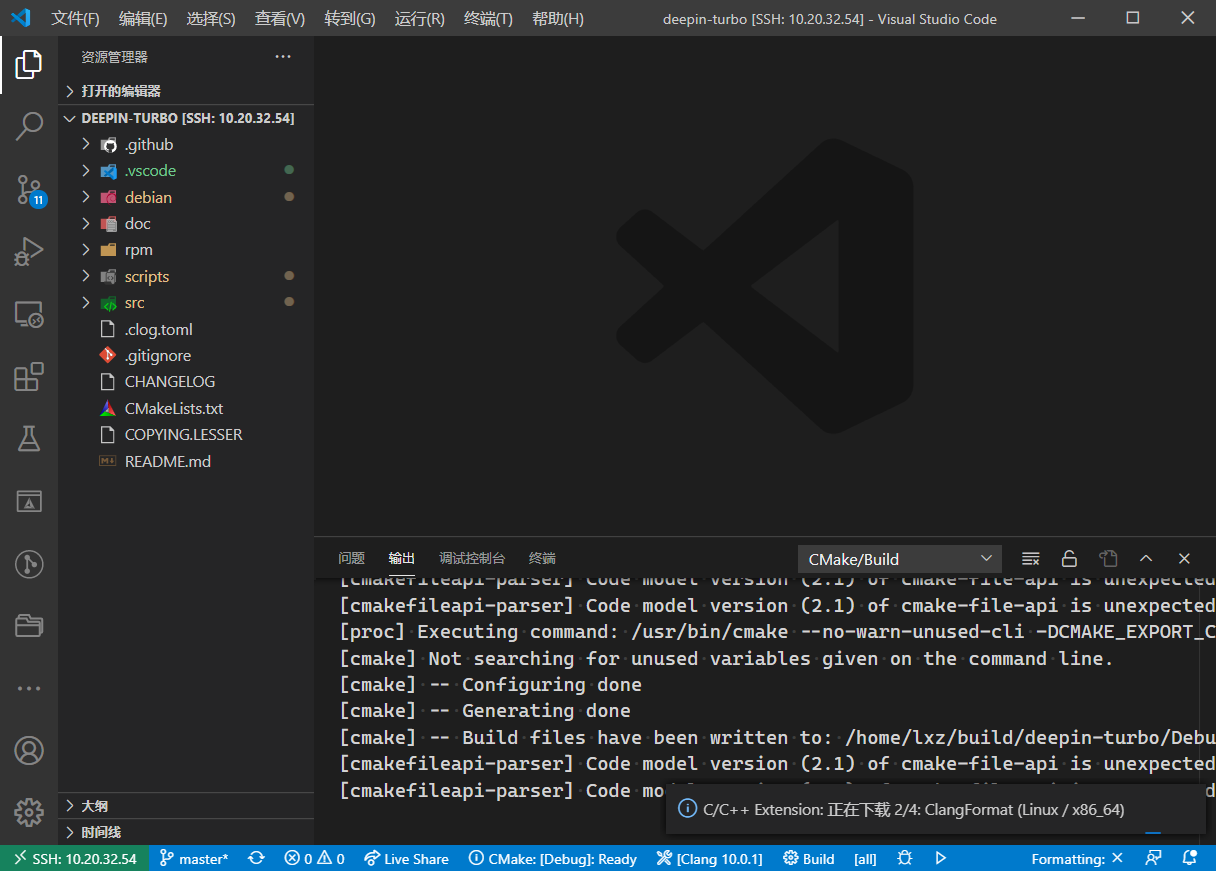 文件(F) 编辑(E) 选择(S) 查看(V) 转到(G) 运行(R) 终端(T) 帮助(H) deepin-turbo [SSH: 10.20.32.54] - Visual Studio Code
资源管理器 ...
打开的编辑器
DEEPIN-TURBO [SSH: 10.20.32.54]
.github
.vscode
debian
doc
rpm
scripts
src
.clog.toml
.gitignore
CHANGELOG
CMakeLists.txt
COPYING.LESSER
README.md
大纲
时间线
11
问题 输出 调试控制台 终端 CMake/Build
[cmakefileapi-parser] Code model version (2.1) of cmake-file-api is unexpected
[cmakefileapi-parser] Code model version (2.1) of cmake-file-api is unexpected
[proc] Executing command: /usr/bin/cmake --no-warn-unused-cli -DCMAKE_EXPORT_C
[cmake] Not searching for unused variables given on the command line.
[cmake] -- Configuring done
[cmake] -- Generating done
[cmake] -- Build files have been written to: /home/lxz/build/deepin-turbo/Debu
[cmakefileapi-parser] Code model version (2.1) of cmake-file-api is unexpected
[cmakefileapi-parser] Code mo
C/C++ Extension: 正在下载 2/4: ClangFormat (Linux / x86_64)
SSH: 10.20.32.54 master* 0 0 Live Share CMake: [Debug]: Ready [Clang 10.0.1] Build [all] Formatting: ✕